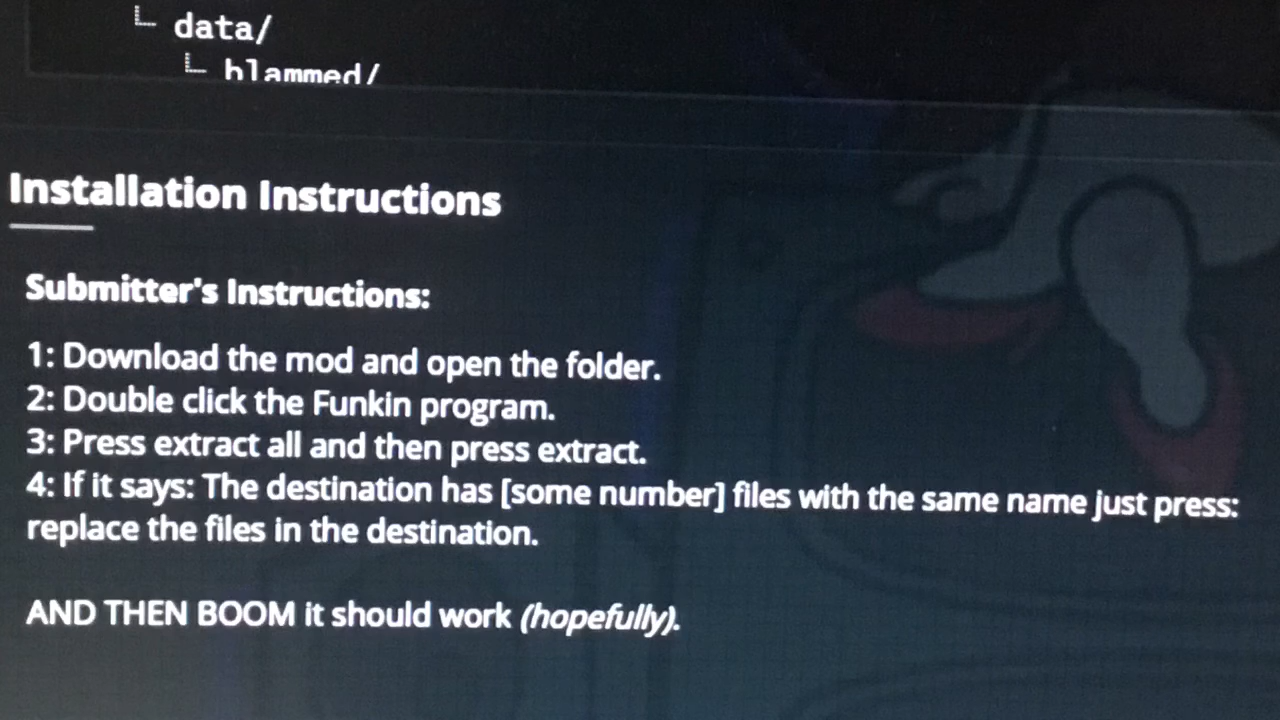 data/
blammed/
Installation Instructions
Submitter's Instructions:
1: Download the mod and open the folder.
2: Double click the Funkin program.
3: Press extract all and then press extract.
4: If it says: The destination has [some number] files with the same name just press:
replace the files in the destination.
AND THEN BOOM it should work (hopefully).